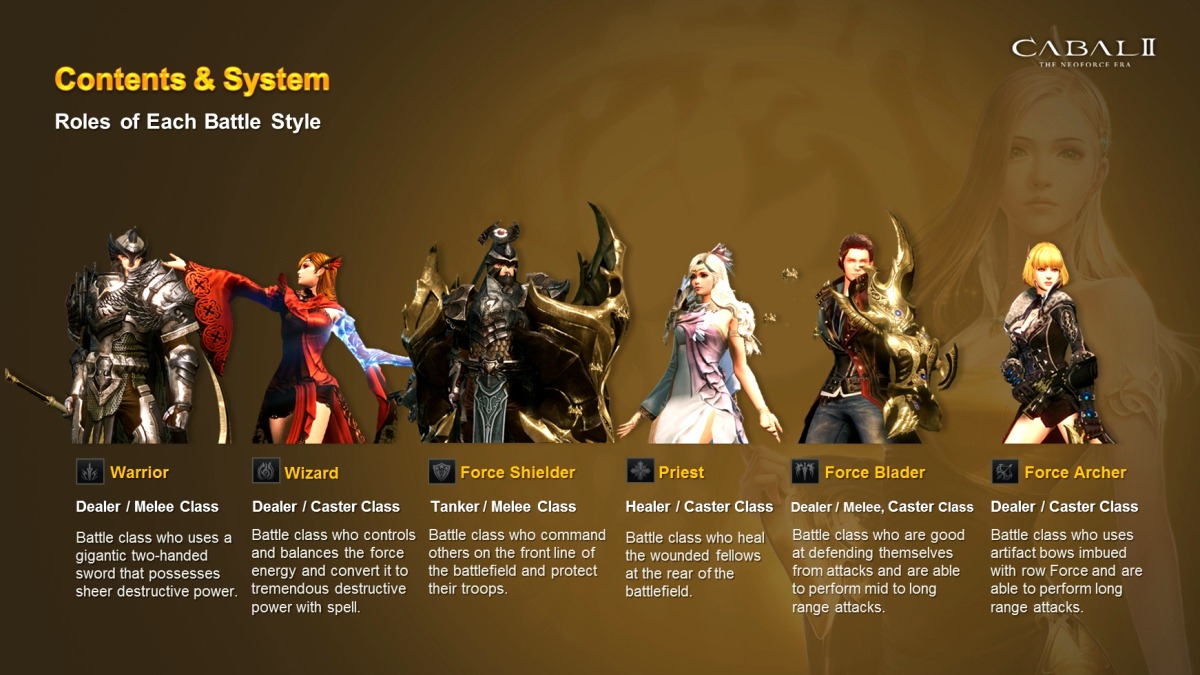 CABAL II
THE NEOFORCE ERA
Contents & System
Roles of Each Battle Style
Warrior
Dealer / Melee Class
Battle class who uses a
gigantic two-handed
sword that possesses
sheer destructive power.
Wizard
Dealer / Caster Class
Battle class who controls
and balances the force
energy and convert it to
tremendous destructive
power with spell.
Force Shielder
Tanker / Melee Class
Battle class who command
others on the front line of
the battlefield and protect
their troops.
Priest
Healer / Caster Class
Battle class who heal
the wounded fellows
at the rear of the
battlefield.
Force Blader
Dealer / Melee, Caster Class
Battle class who are good
at defending themselves
from attacks and are able
to perform mid to long
range attacks.
Force Archer
Dealer / Caster Class
Battle class who uses
artifact bows imbued
with row Force and are
able to perform long
range attacks.